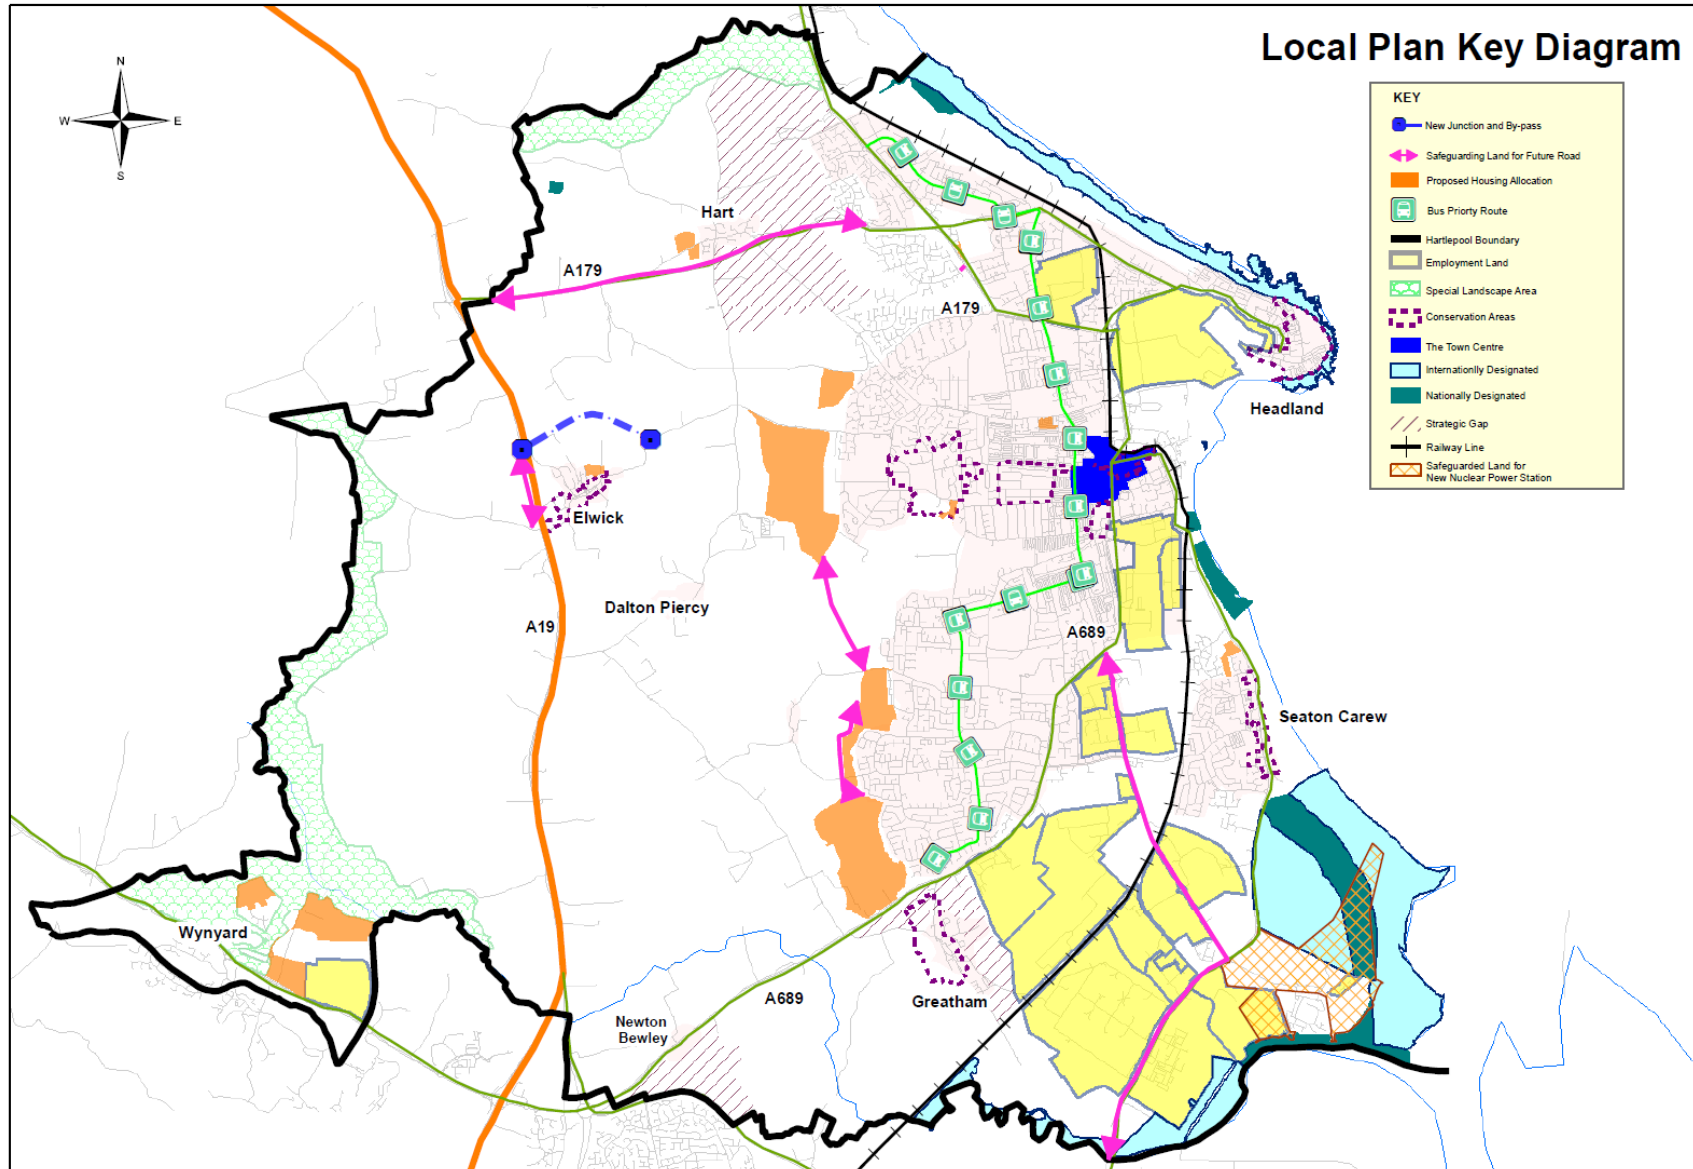 Local Plan Key Diagram
KEY
New Junction and By-pass
Safeguarding Land for Future Road
Proposed Housing Allocation
Bus Priorty Route
Hartlepool Boundary
Employment Land
Special Landscape Area
Conservation Areas
The Town Centre
Internationlly Designated
Nationally Designated
Strategic Gap
Railway Line
Safeguarded Land for
New Nuclear Power Station
N
W
E
S
Hart
A179
A179
Headland
Elwick
Dalton Piercy
A19
A689
Seaton Carew
Wynyard
Greatham
A689
Newton
Bewley